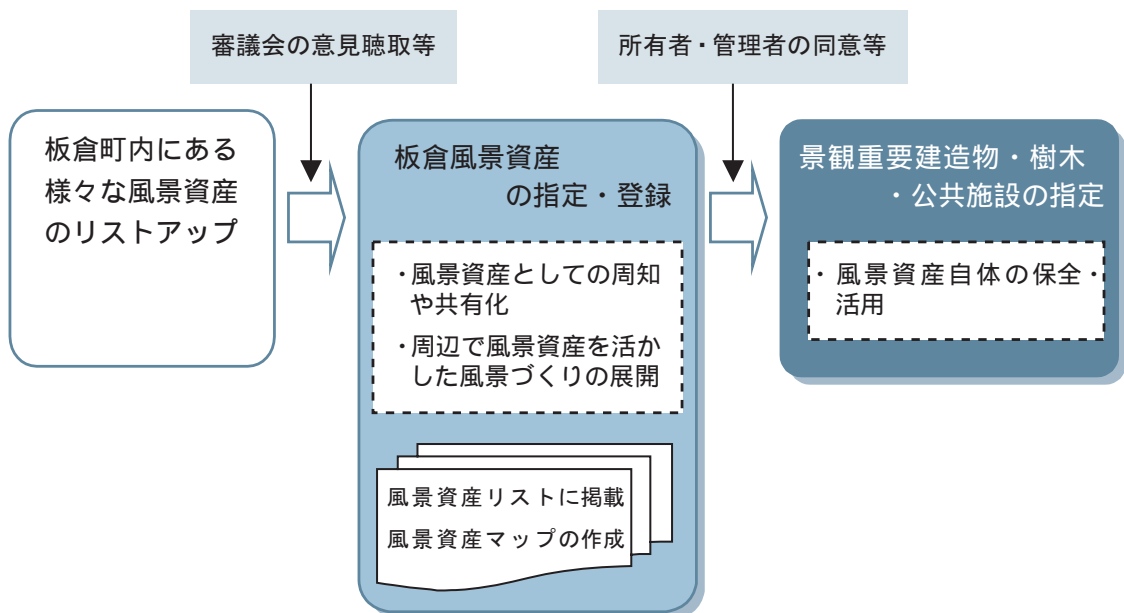 審議会の意見聴取等
所有者・管理者の同意等
板倉町内にある
様々な風景資産
のリストアップ
板倉風景資産
の指定・登録
・風景資産としての周知
や共有化
・周辺で風景資産を活か
した風景づくりの展開
風景資産リストに掲載
風景資産マップの作成
景観重要建造物・樹木
・公共施設の指定
・風景資産自体の保全・
活用